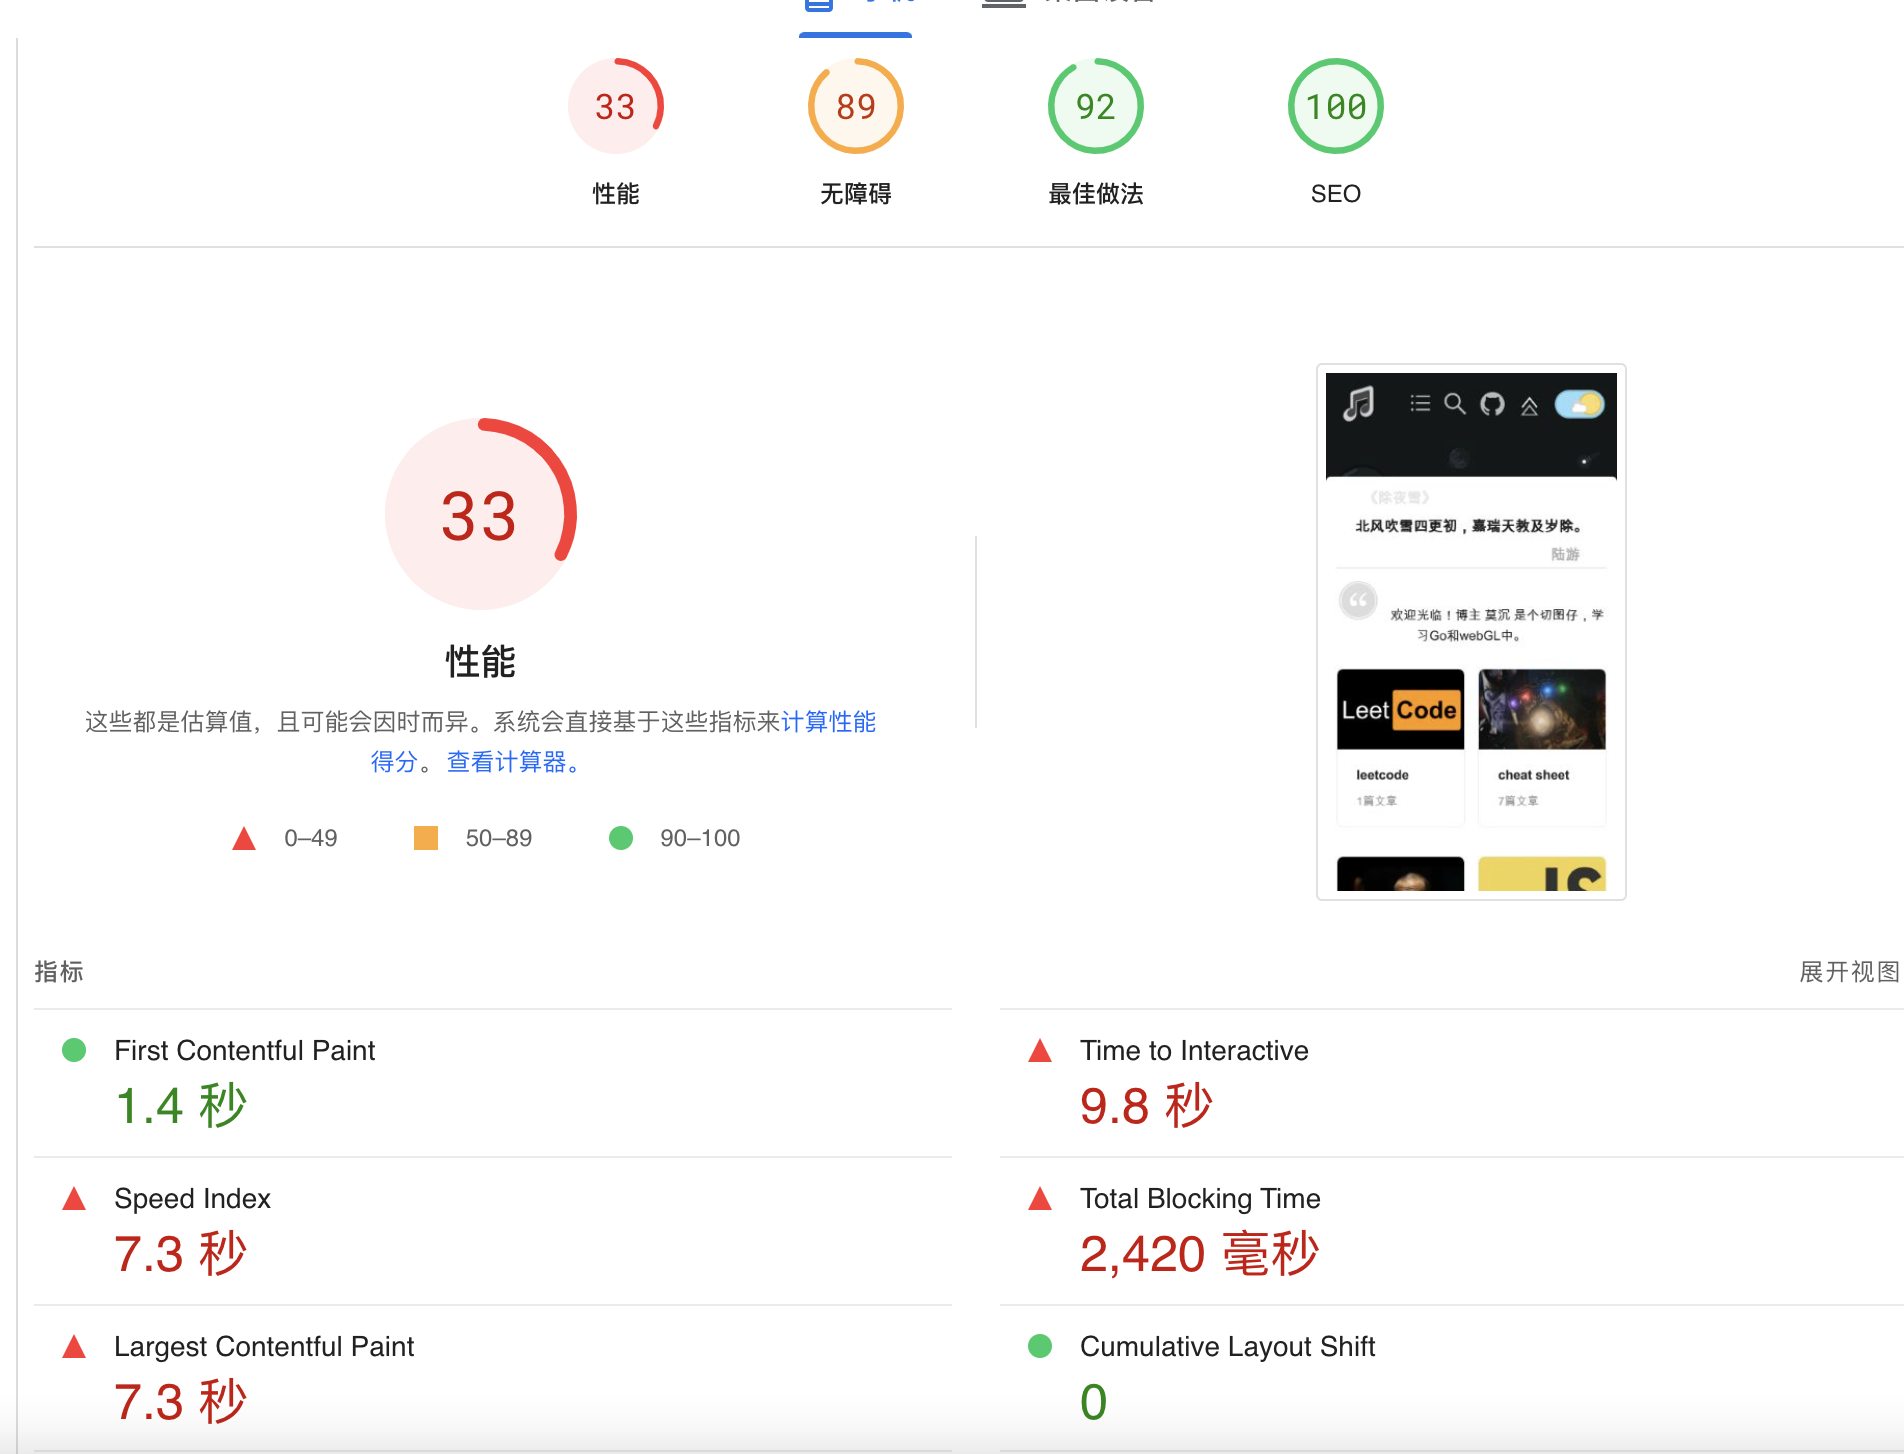 33
89
92
100
性能
无障碍
最佳做法
SEO
33
性能
这些都是估算值，且可能会因时而异。系统会直接基于这些指标来计算性能
得分。查看计算器。
0–49
50–89
90–100
《除夜雪》
北风吹雪四更初，嘉瑞天教及岁除。
陆游
欢迎光临！博主 莫沉 是个切图仔，学
习Go和webGL中。
Leet Code
leetcode
1篇文章
cheat sheet
7篇文章
JS
指标
展开视图
First Contentful Paint
1.4 秒
Time to Interactive
9.8 秒
Speed Index
7.3 秒
Total Blocking Time
2,420 毫秒
Largest Contentful Paint
7.3 秒
Cumulative Layout Shift
0